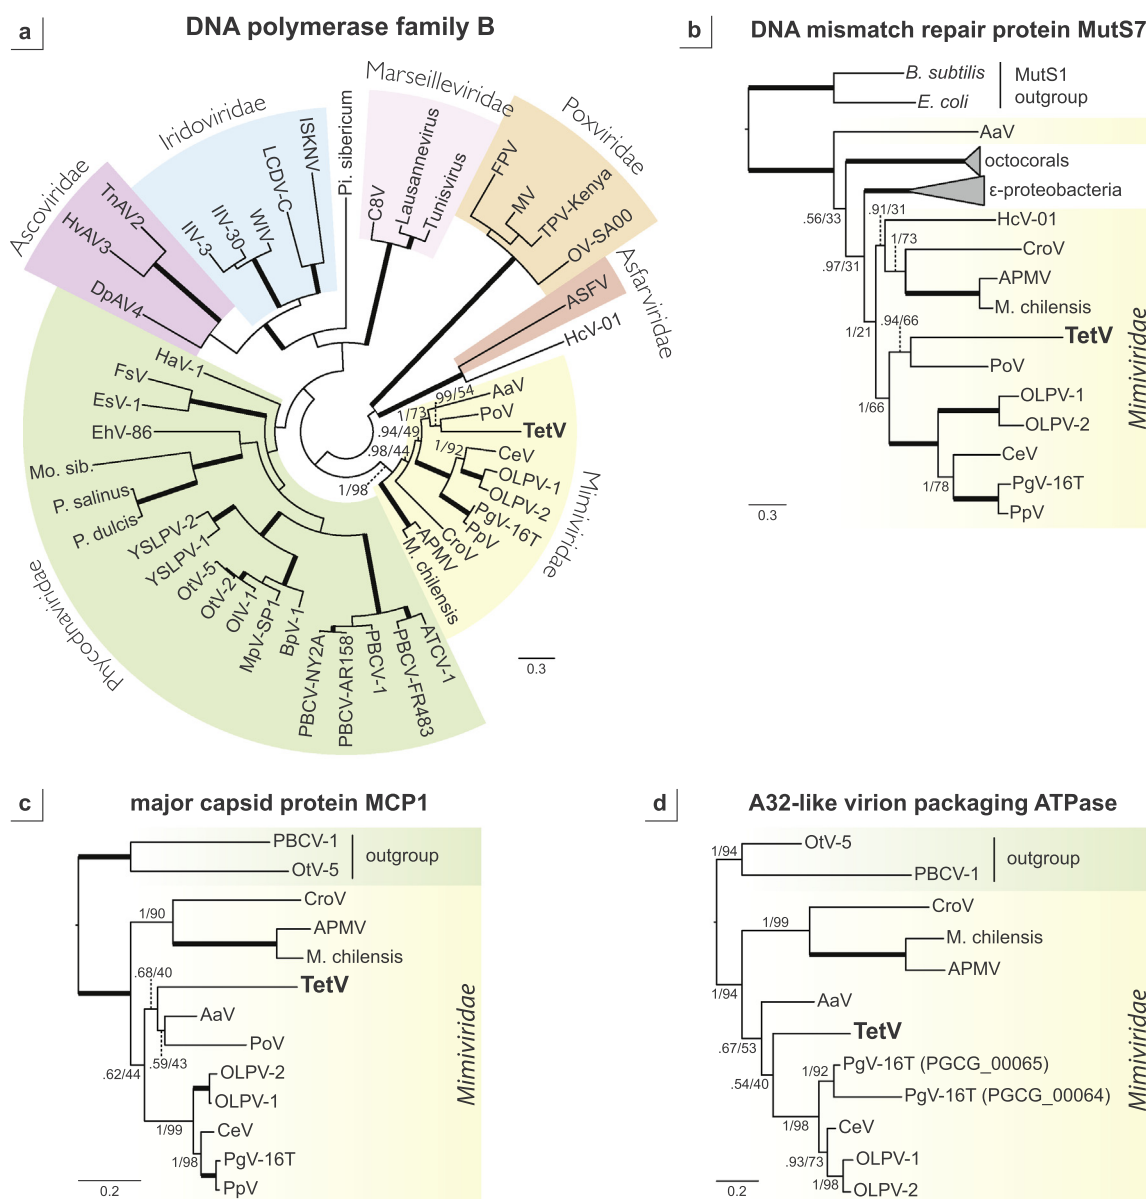 a
DNA polymerase family B
Ascoviridae
Iridoviridae
Marseilleviridae
Poxviridae
Asfarviridae
Mimiviridae
Phycodnaviridae
DpAV4
HvAV3
TnAV2
IIV-3
IIV-30
WIV
LCDV-C
ISKNV
Pi. sibericum
C8V
Lausannevirus
Tunisvirus
FPV
MV
TPV-Kenya
OV-SA00
ASFV
HcV-01
AaV
PoV
TetV
CeV
OLPV-1
OLPV-2
PgV-16T
PpV
CroV
APMV
M. chilensis
.99/54
1/73
.94/49
.98/44
1/92
1/98
HaV-1
FsV
EsV-1
EhV-86
Mo. sib.
P. salinus
P. dulcis
YSLPV-2
YSLPV-1
OtV-5
OtV-2
OlV-1
MpV-SP1
BpV-1
PBCV-NY2A
PBCV-AR158
PBCV-1
PBCV-FR483
ATCV-1
0.3
b
DNA mismatch repair protein MutS7
B. subtilis
E. coli
MutS1
outgroup
AaV
octocorals
ε-proteobacteria
.56/33
.91/31
HcV-01
1/73
CroV
.97/31
APMV
M. chilensis
.94/66
1/21
TetV
PoV
1/66
OLPV-1
OLPV-2
CeV
1/78
PgV-16T
PpV
Mimiviridae
0.3
c
major capsid protein MCP1
PBCV-1
OtV-5
outgroup
CroV
1/90
APMV
M. chilensis
.68/40
TetV
AaV
PoV
.59/43
.62/44
OLPV-2
OLPV-1
1/99
CeV
1/98
PgV-16T
PpV
Mimiviridae
0.2
d
A32-like virion packaging ATPase
OtV-5
1/94
PBCV-1
outgroup
CroV
1/99
M. chilensis
APMV
1/94
AaV
TetV
.67/53
PgV-16T (PGCG_00065)
1/92
.54/40
PgV-16T (PGCG_00064)
1/98
CeV
.93/73
OLPV-1
1/98
OLPV-2
Mimiviridae
0.2